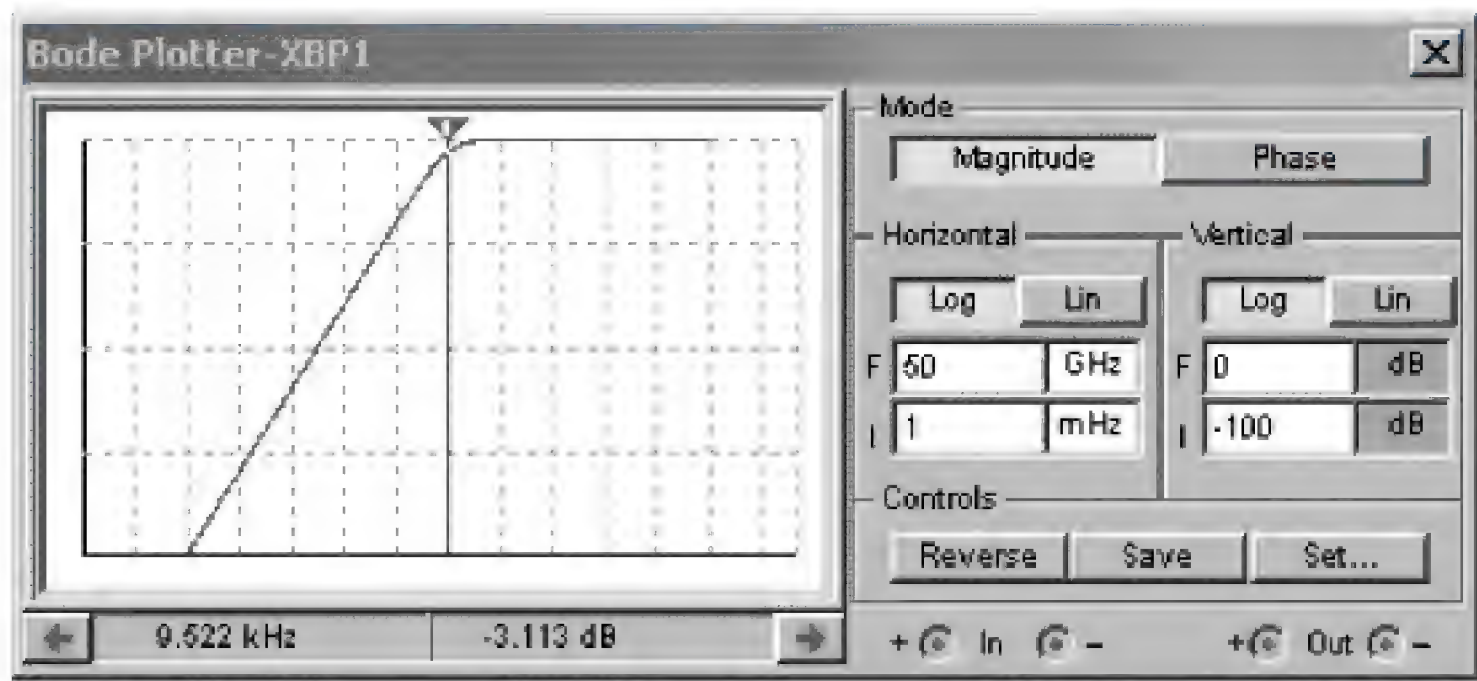 Bode Plotter-XBP1
Mode
Magnitude Phase
Horizontal Vertical
Log Lin Log Lin
F 50 GHz F 0 dB
I 1 mHz I -100 dB
Controls
Reverse Save Set...
9.522 kHz -3.113 dB + In - + Out -